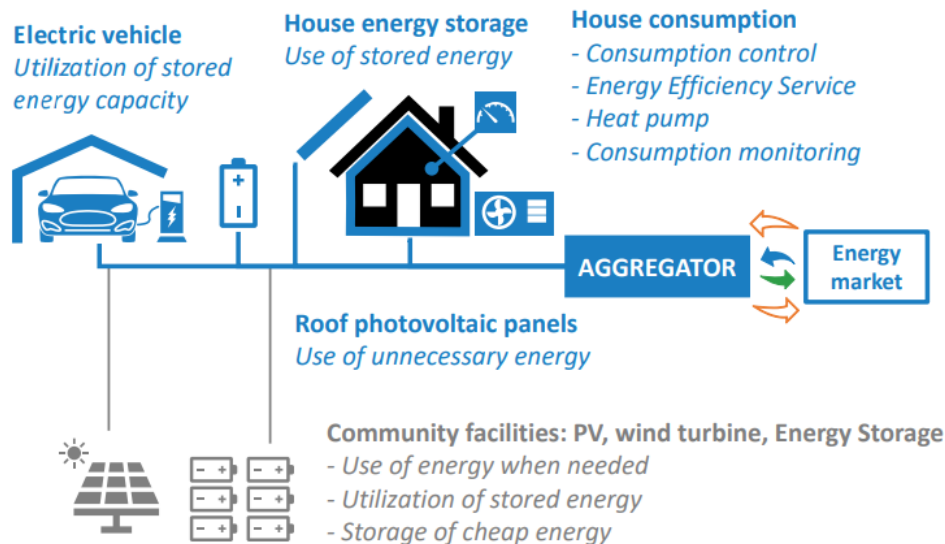 Electric vehicle
Utilization of stored
energy capacity
House energy storage
Use of stored energy
House consumption
- Consumption control
- Energy Efficiency Service
- Heat pump
- Consumption monitoring
AGGREGATOR
Energy
market
Roof photovoltaic panels
Use of unnecessary energy
Community facilities: PV, wind turbine, Energy Storage
- Use of energy when needed
- Utilization of stored energy
- Storage of cheap energy